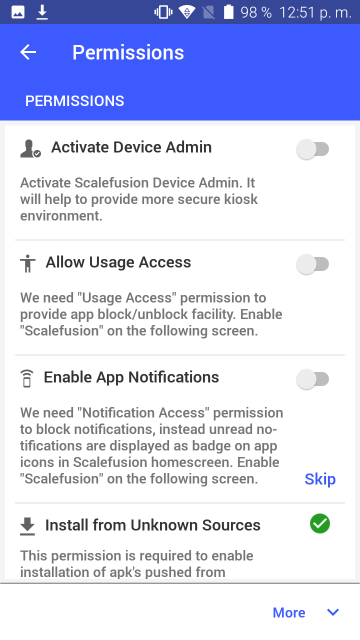 98 % 12:51 p. m.
Permissions
PERMISSIONS
Activate Device Admin
Activate Scalefusion Device Admin. It
will help to provide more secure kiosk
environment.
Allow Usage Access
We need "Usage Access" permission to
provide app block/unblock facility. Enable
"Scalefusion" on the following screen.
Enable App Notifications
We need "Notification Access" permission
to block notifications, instead unread no-
tifications are displayed as badge on app
icons in Scalefusion homescreen. Enable
"Scalefusion" on the following screen.
Skip
Install from Unknown Sources
This permission is required to enable
installation of apk's pushed from
More